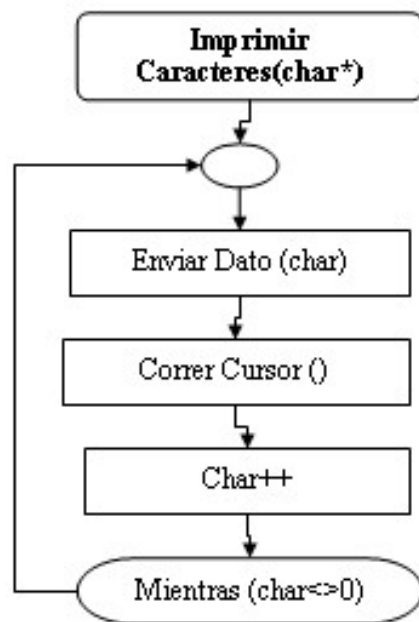 Imprimir
Caracteres(char*)
Enviar Dato (char)
Correr Cursor ()
Char++
Mientras (char<>0)